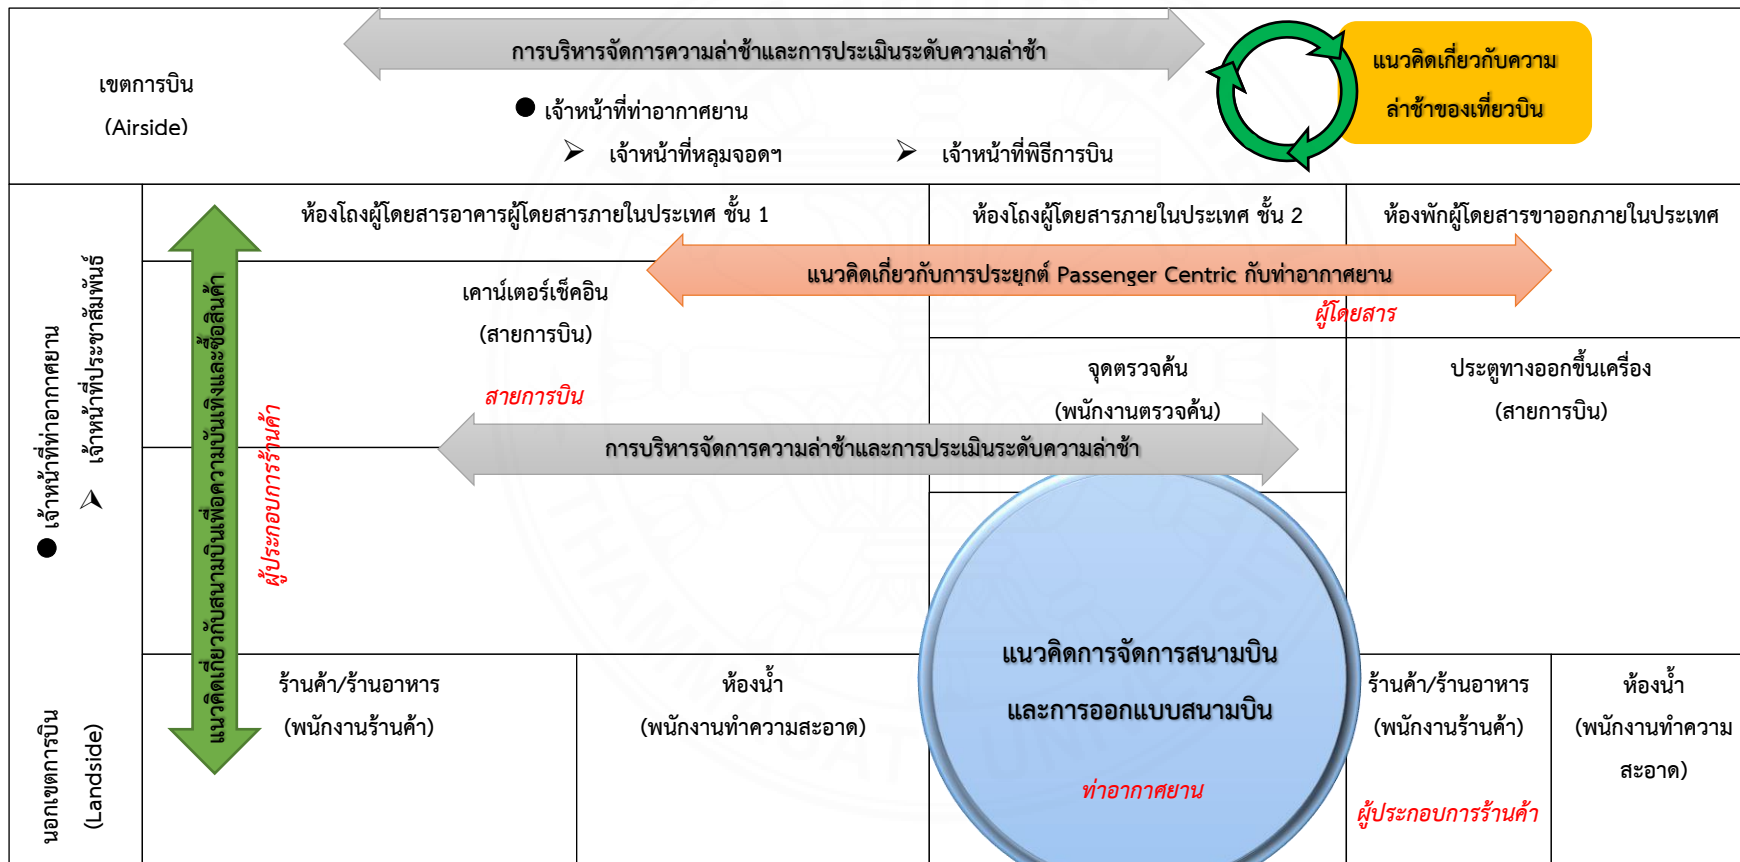 การบริหารจัดการความล่าช้าและการประเมินระดับความล่าช้า
แนวคิดเกี่ยวกับความ
ล่าช้าของเที่ยวบิน
เขตการบิน
(Airside)
● เจ้าหน้าที่ท่าอากาศยาน
➢ เจ้าหน้าที่หลุมจอดฯ
➢ เจ้าหน้าที่พิธีการบิน
ห้องโถงผู้โดยสารอาคารผู้โดยสารภายในประเทศ ชั้น 1
ห้องโถงผู้โดยสารภายในประเทศ ชั้น 2
ห้องพักผู้โดยสารขาออกภายในประเทศ
แนวคิดเกี่ยวกับการประยุกต์ Passenger Centric กับท่าอากาศยาน
ผู้โดยสาร
เคาน์เตอร์เช็คอิน
(สายการบิน)
สายการบิน
จุดตรวจค้น
(พนักงานตรวจค้น)
ประตูทางออกขึ้นเครื่อง
(สายการบิน)
การบริหารจัดการความล่าช้าและการประเมินระดับความล่าช้า
● เจ้าหน้าที่ท่าอากาศยาน
➢ เจ้าหน้าที่ประชาสัมพันธ์
แนวคิดเกี่ยวกับสนามบินเพื่อความบันเทิงและซื้อสินค้า
ผู้ประกอบการร้านค้า
นอกเขตการบิน
(Landside)
ร้านค้า/ร้านอาหาร
(พนักงานร้านค้า)
ห้องน้ำ
(พนักงานทำความสะอาด)
แนวคิดการจัดการสนามบิน
และการออกแบบสนามบิน
ท่าอากาศยาน
ร้านค้า/ร้านอาหาร
(พนักงานร้านค้า)
ผู้ประกอบการร้านค้า
ห้องน้ำ
(พนักงานทำความ
สะอาด)
THAMMASAT UNIVERSITY